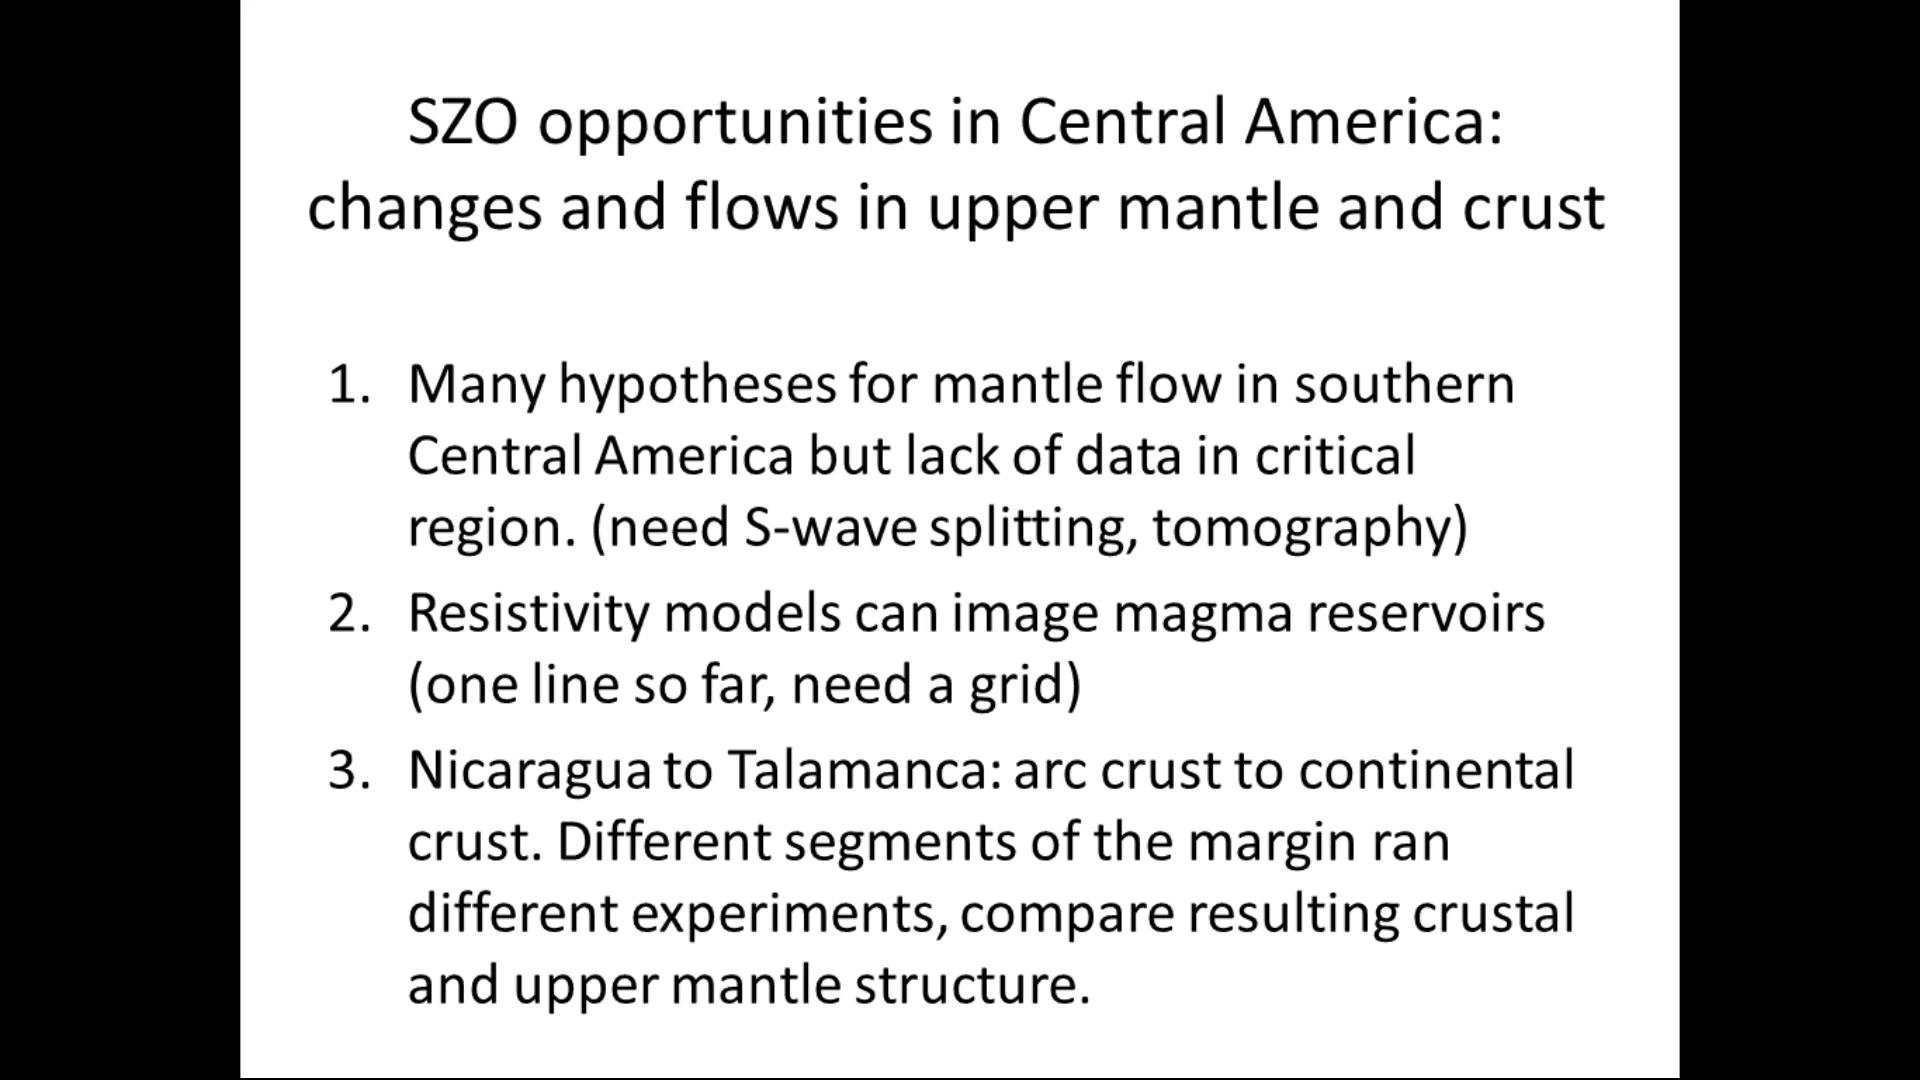 SZO opportunities in Central America:
changes and flows in upper mantle and crust
1. Many hypotheses for mantle flow in southern
Central America but lack of data in critical
region. (need S-wave splitting, tomography)
2. Resistivity models can image magma reservoirs
(one line so far, need a grid)
3. Nicaragua to Talamanca: arc crust to continental
crust. Different segments of the margin ran
different experiments, compare resulting crustal
and upper mantle structure.